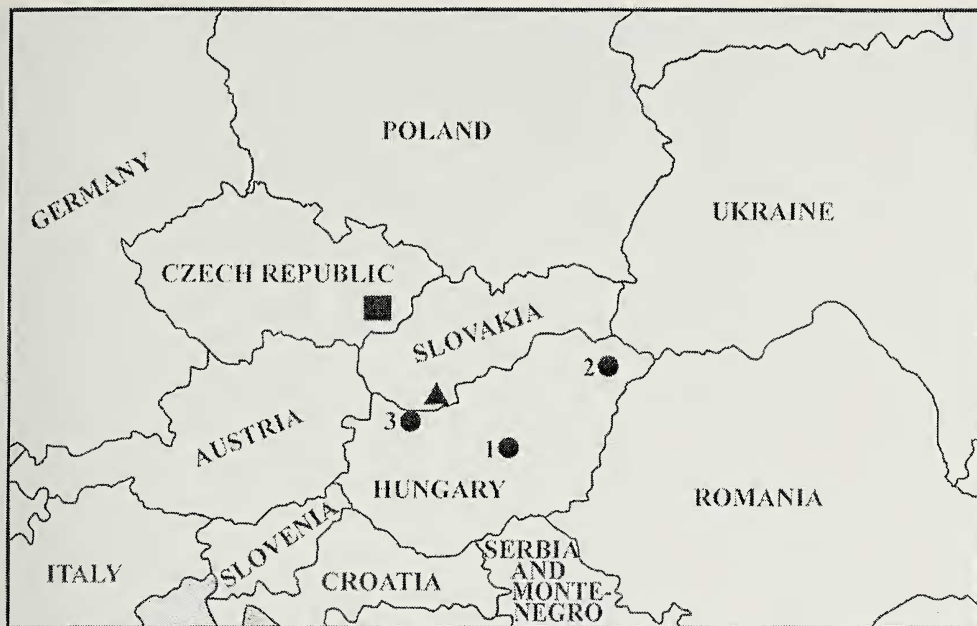 POLAND
GERMANY
UKRAINE
CZECH REPUBLIC
SLOVAKIA
2
3
AUSTRIA
1
HUNGARY
ROMANIA
SLOVENIA
ITALY
CROATIA
SERBIA
AND
MONTE-
NEGRO